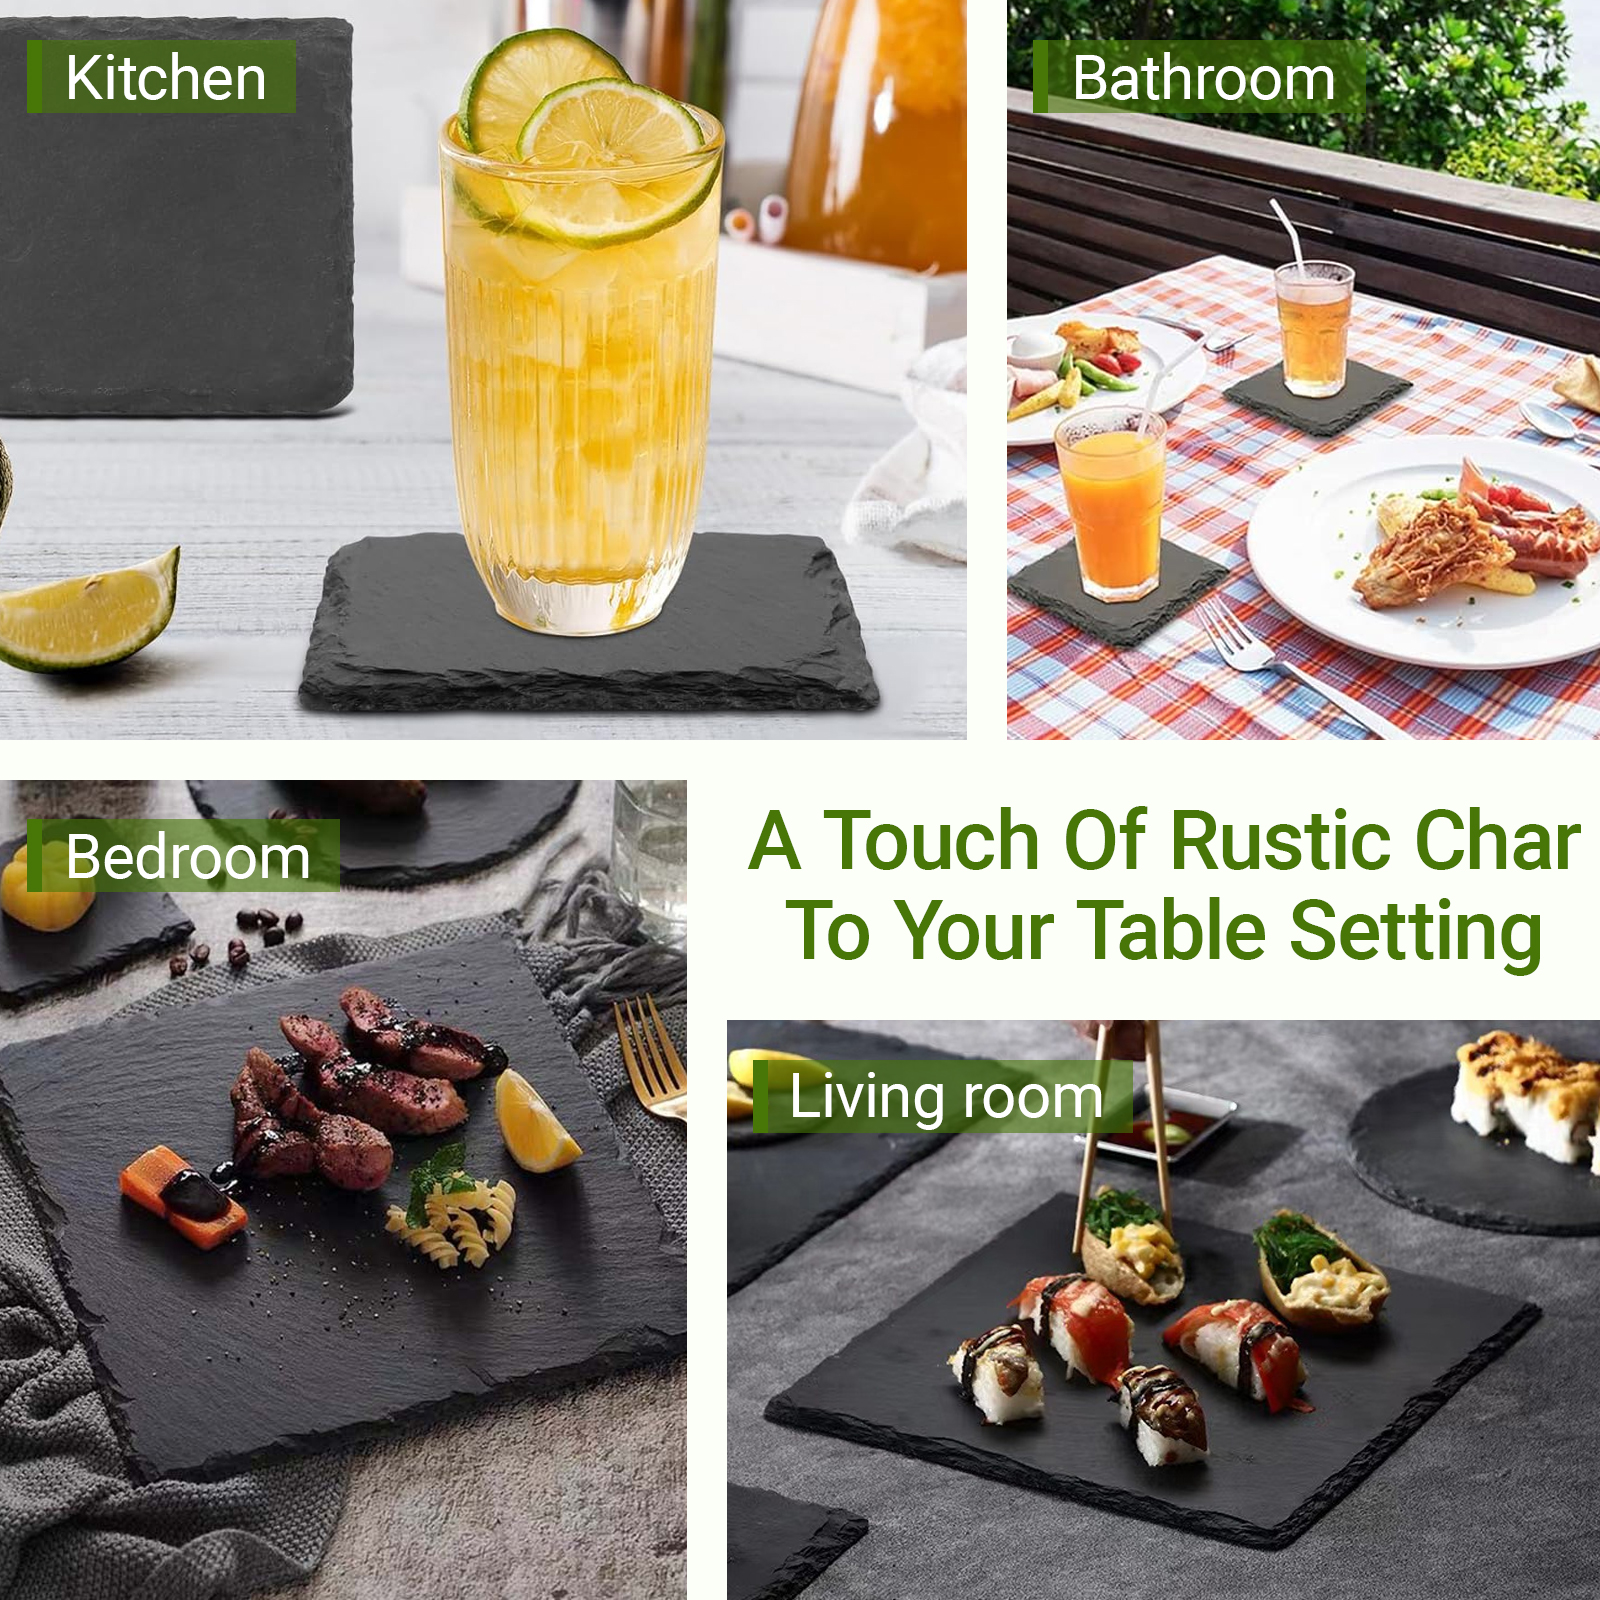 Kitchen
Bathroom
Bedroom
A Touch Of Rustic Char
To Your Table Setting
Living room